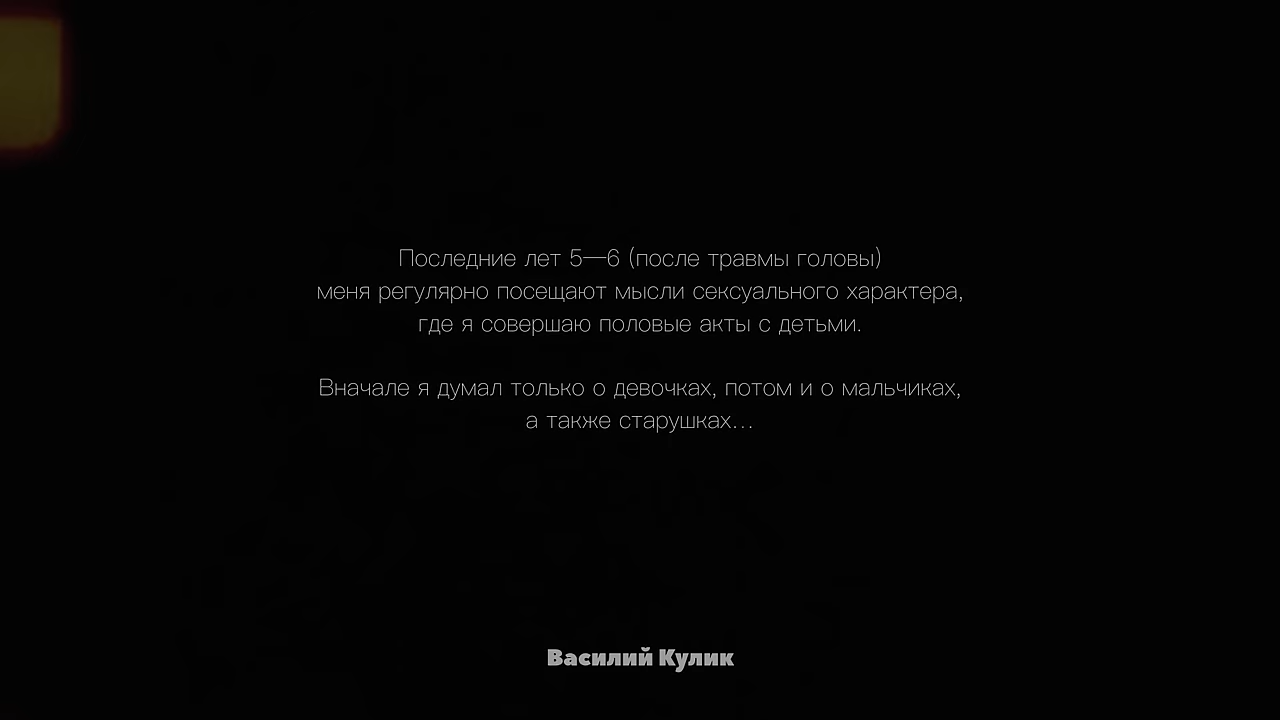 Последние лет 5—6 (после травмы головы)
меня регулярно посещают мысли сексуального характера,
где я совершаю половые акты с детьми.
Вначале я думал только о девочках, потом и о мальчиках,
а также старушках...
Василий Кулик